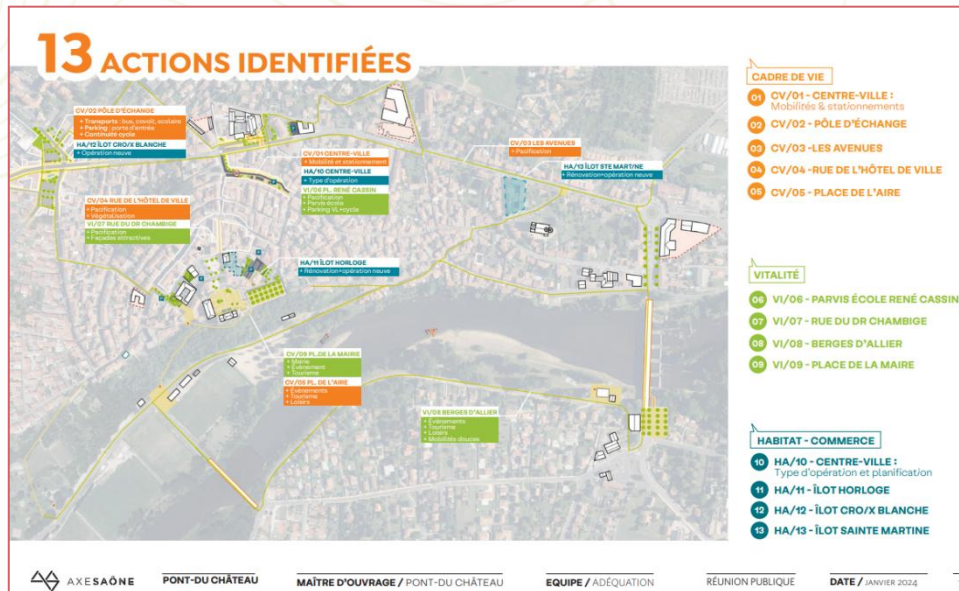 13 ACTIONS IDENTIFIÉES
CV/02 PÔLE D'ÉCHANGE
+ Transports : bus, covoit, scolaire
+ Parking : porte d'entrée
+ Continuité cycle
HA/12 ÎLOT CRO/X BLANCHE
+ Opération neuve
CV/01 CENTRE-VILLE
+ Mobilité et stationnement
HA/10 CENTRE-VILLE
+ Type d'opération
VI/06 PL. RENÉ CASSIN
+ Pacification
+ Parvis école
+ Parking VL+cycle
CV/03 LES AVENUES
+ Pacification
HA/13 ÎLOT STE MARTINE
+ Rénovation+opération neuve
CV/04 RUE DE L'HÔTEL DE VILLE
+ Pacification
+ Végétalisation
VI/07 RUE DU DR CHAMBIGE
+ Pacification
+ Façades attractives
HA/11 ÎLOT HORLOGE
+ Rénovation+opération neuve
CV/09 PL.DE LA MAIRIE
+ Mairie
+ Évènement
+ Tourisme
CV/05 PL. DE L'AIRE
+ Évènements
+ Tourisme
+ Loisirs
VI/08 BERGES D'ALLIER
+ Évènements
+ Tourisme
+ Loisirs
+ Mobilités douces
CADRE DE VIE
01 CV/01 - CENTRE-VILLE :
Mobilités & stationnements
02 CV/02 - PÔLE D'ÉCHANGE
03 CV/03 -LES AVENUES
04 CV/04 - RUE DE L'HÔTEL DE VILLE
05 CV/05 - PLACE DE L'AIRE
VITALITÉ
06 VI/06 - PARVIS ÉCOLE RENÉ CASSIN
07 VI/07 - RUE DU DR CHAMBIGE
08 VI/08 - BERGES D'ALLIER
09 VI/09 - PLACE DE LA MAIRE
HABITAT - COMMERCE
10 HA/10 - CENTRE-VILLE :
Type d'opération et planification
11 HA/11 - ÎLOT HORLOGE
12 HA/12 - ÎLOT CRO/X BLANCHE
13 HA/13 - ÎLOT SAINTE MARTINE
AXESAÔNE
PONT-DU CHÂTEAU
MAÎTRE D'OUVRAGE / PONT-DU CHÂTEAU
EQUIPE / ADÉQUATION
RÉUNION PUBLIQUE
DATE / JANVIER 2024